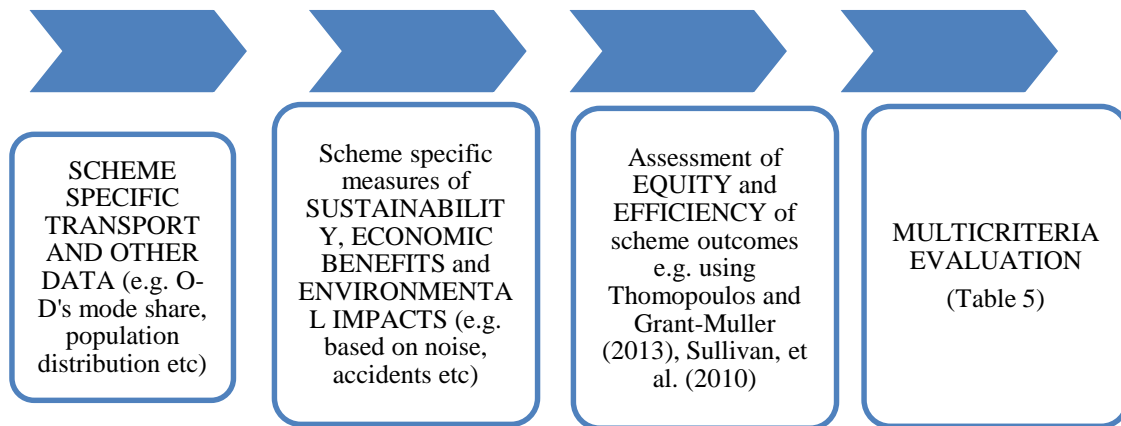 SCHEME
SPECIFIC
TRANSPORT
AND OTHER
DATA (e.g. O-
D's mode share,
population
distribution etc)
Scheme specific
measures of
SUSTAINABILIT
Y, ECONOMIC
BENEFITS and
ENVIRONMENTA
L IMPACTS (e.g.
based on noise,
accidents etc)
Assessment of
EQUITY and
EFFICIENCY of
scheme outcomes
e.g. using
Thomopoulos and
Grant-Muller
(2013), Sullivan, et
al. (2010)
MULTICRITERIA
EVALUATION
(Table 5)